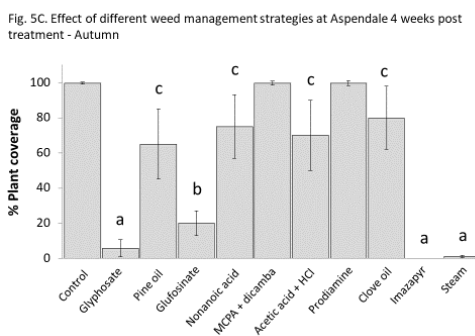 Fig. 5C. Effect of different weed management strategies at Aspendale 4 weeks post
treatment - Autumn
% Plant coverage
100
80
60
40
20
0
a
c
b
c
c
c
a
a
Control
Glyphosate
Pine oil
Glufosinate
Nonanoic acid
MCPA + dicamba
Acetic acid + HCl
Prodiamine
Clove oil
Imazapyr
Steam